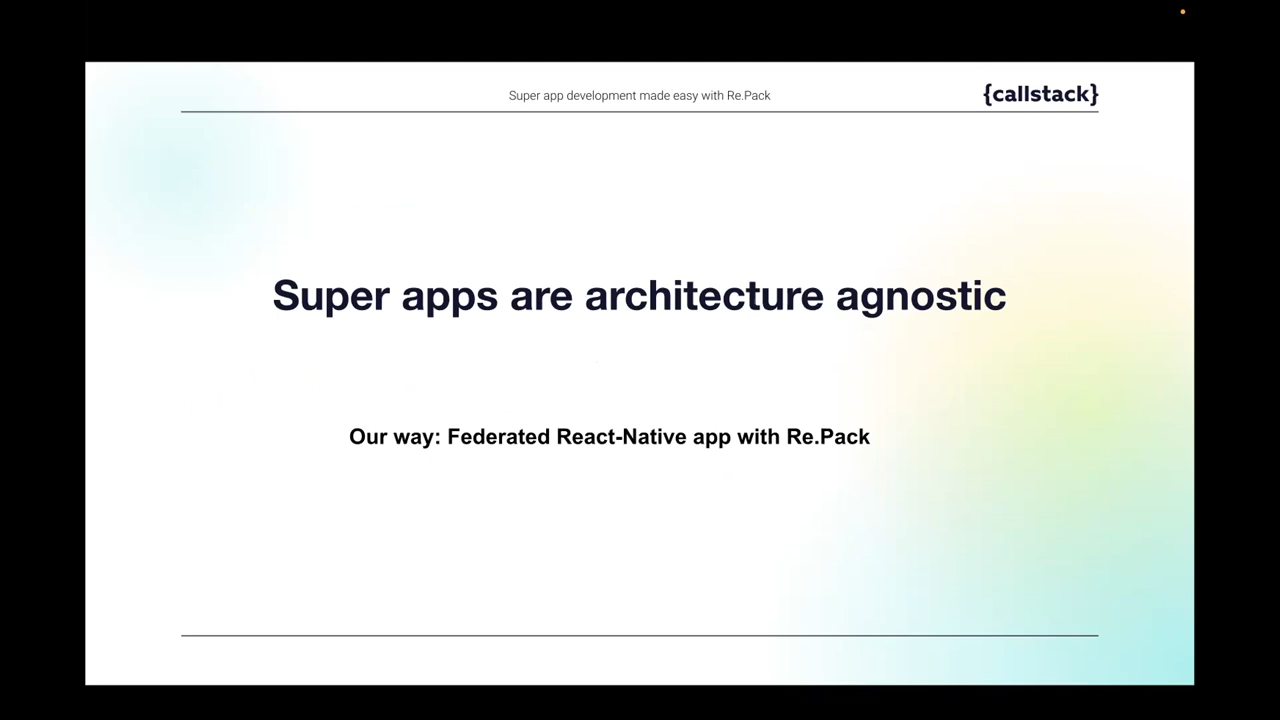 Super app development made easy with Re.Pack
{callstack}
Super apps are architecture agnostic
Our way: Federated React-Native app with Re.Pack